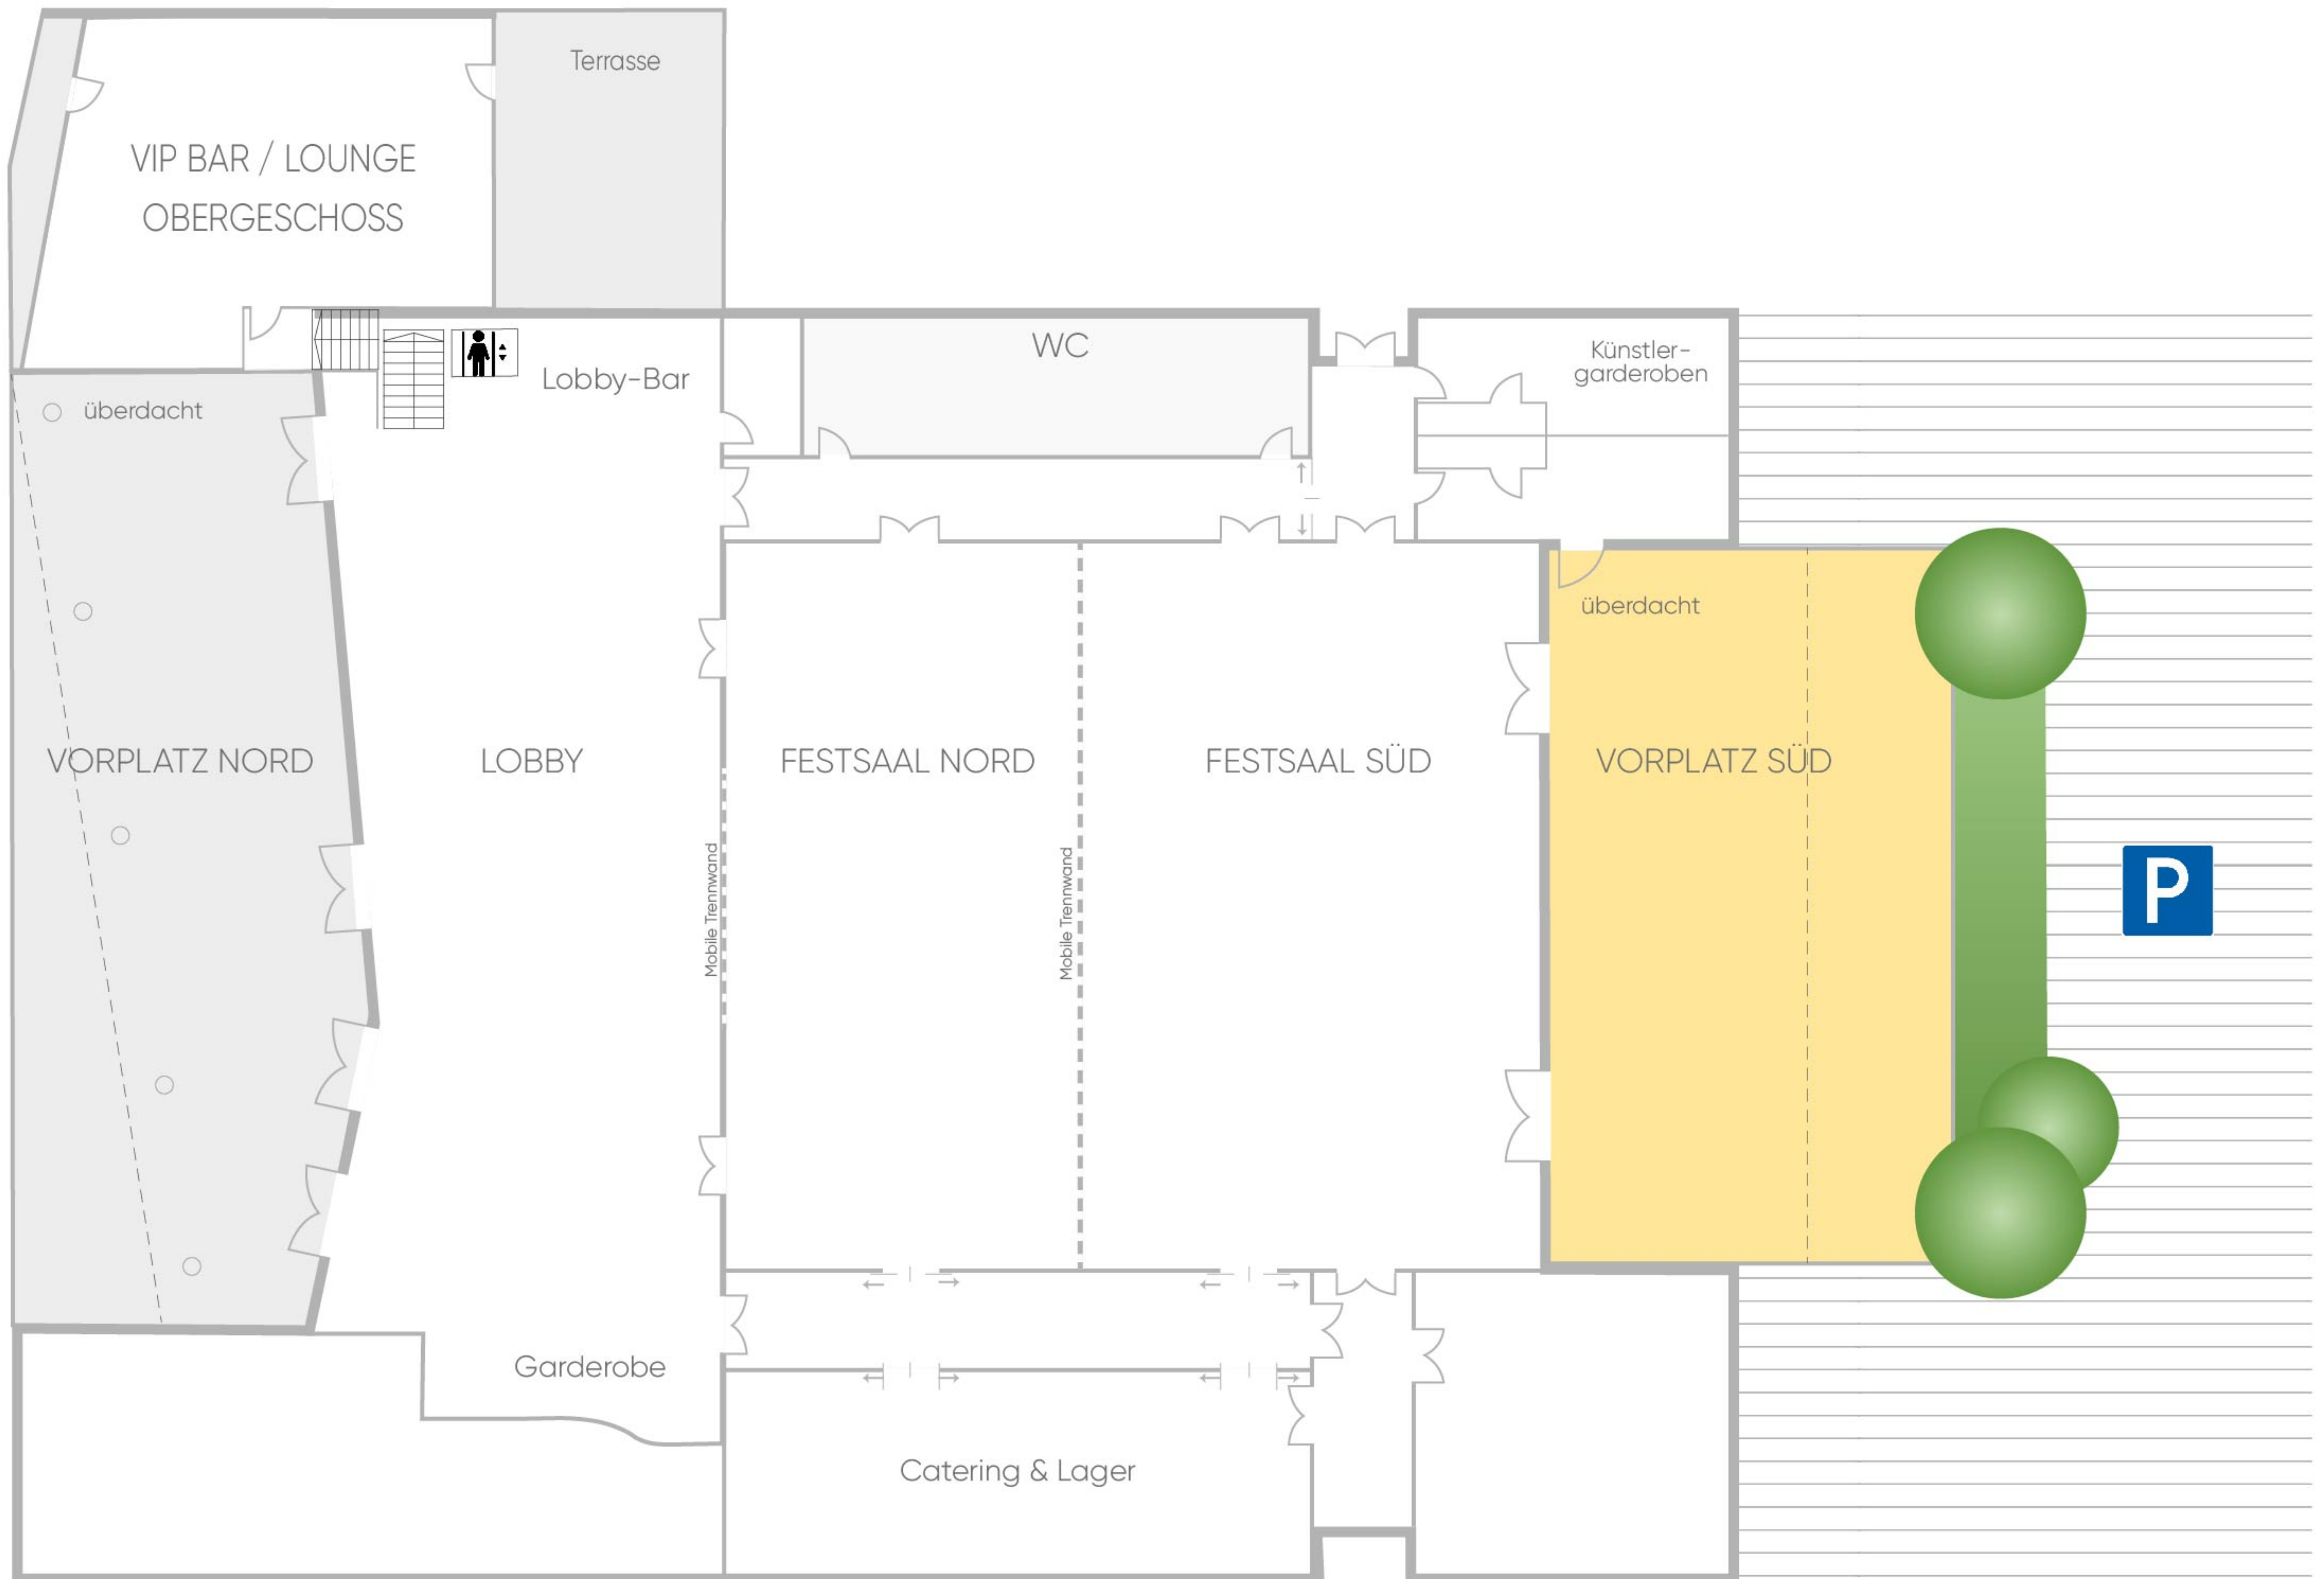 Terrasse
VIP BAR / LOUNGE
OBERGESCHOSS
WC
Künstler-
garderoben
Lobby-Bar
überdacht
überdacht
VORPLATZ NORD
LOBBY
FESTSAAL NORD
FESTSAAL SÜD
VORPLATZ SÜD
Mobile Trennwand
Mobile Trennwand
P
Garderobe
Catering & Lager